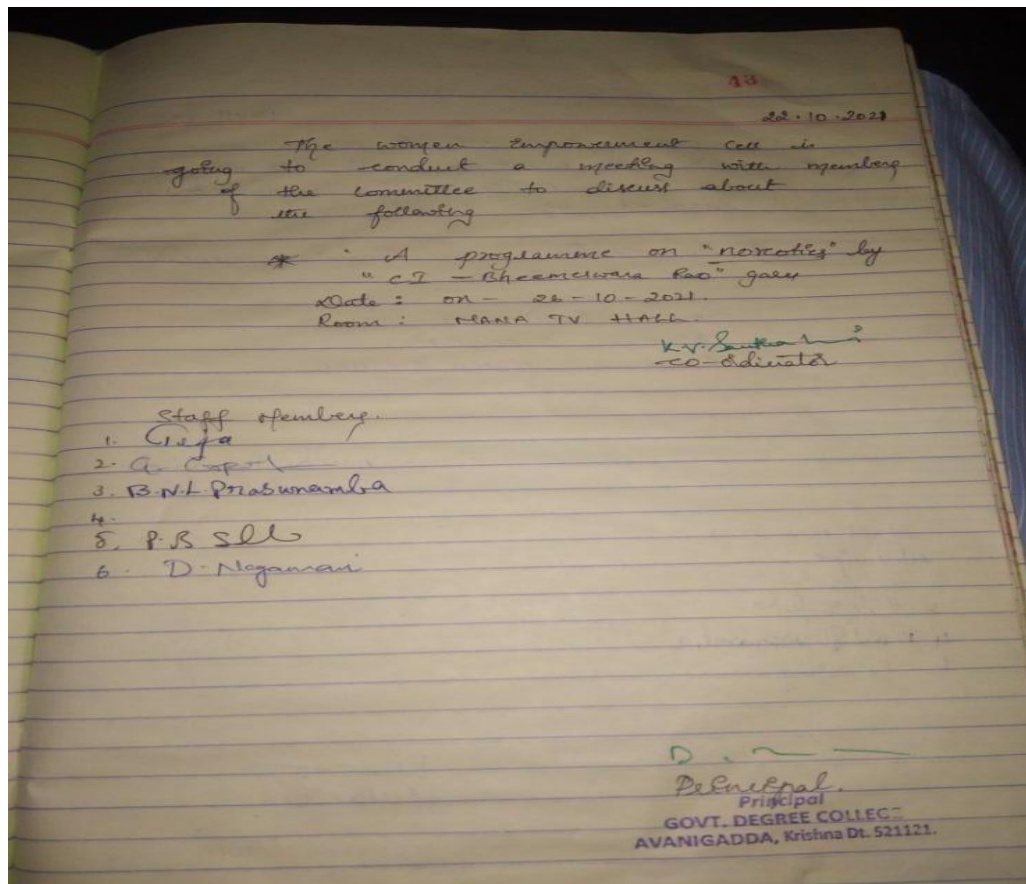 43
22.10.2021
The women Empowerment cell is
going to conduct a meeting with members
of the committee to discuss about
the following
* A programme on "norcotics" by
"CI - Bheemeswara Rao" garu
Date : on - 26-10-2021.
Room : MANA TV HALL.
K.V.
co-ordinator
Staff Members.
1. Teja
2. G.
3. B.N.L. Prasunamba
4.
5. P.B
6. D. Nagamani
D.
Principal.
Principal
GOVT. DEGREE COLLEGE
AVANIGADDA, Krishna Dt. 521121.